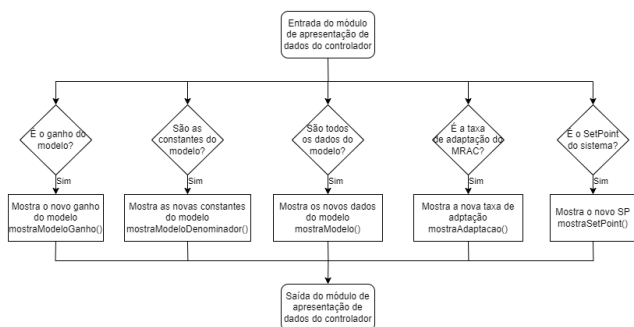 Entrada do módulo
de apresentação de
dados do controlador
É o ganho do
modelo?
São as
constantes do
modelo?
São todos
os dados do
modelo?
É a taxa
de adaptação do
MRAC?
É o SetPoint
do sistema?
Sim
Sim
Sim
Sim
Sim
Mostra o novo ganho
do modelo
mostraModeloGanho()
Mostra as novas constantes
do modelo
mostraModeloDenominador()
Mostra os novos dados
do modelo
mostraModelo()
Mostra a nova taxa de
adptação
mostraAdaptacao()
Mostra o novo SP
mostraSetPoint()
Saída do módulo de
apresentação de
dados do controlador